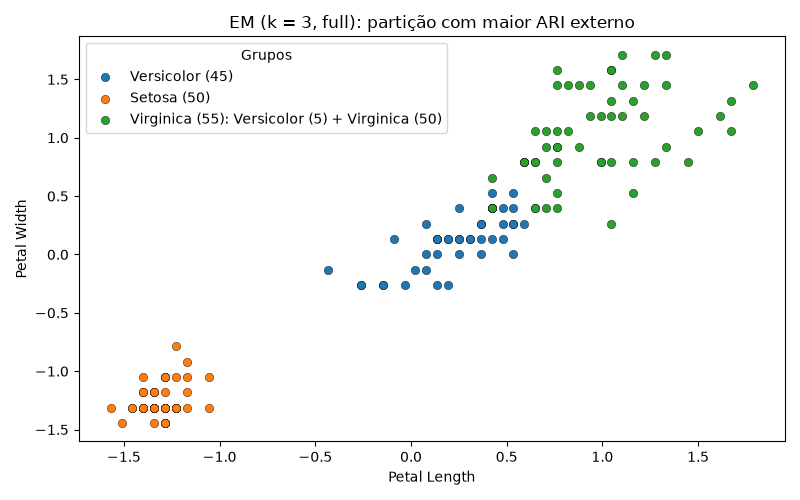 EM (k = 3, full): partição com maior ARI externo
Grupos
Versicolor (45)
Setosa (50)
Virginica (55): Versicolor (5) + Virginica (50)
Petal Width
1.5
1.0
0.5
0.0
−0.5
−1.0
−1.5
−1.5
−1.0
−0.5
0.0
0.5
1.0
1.5
Petal Length